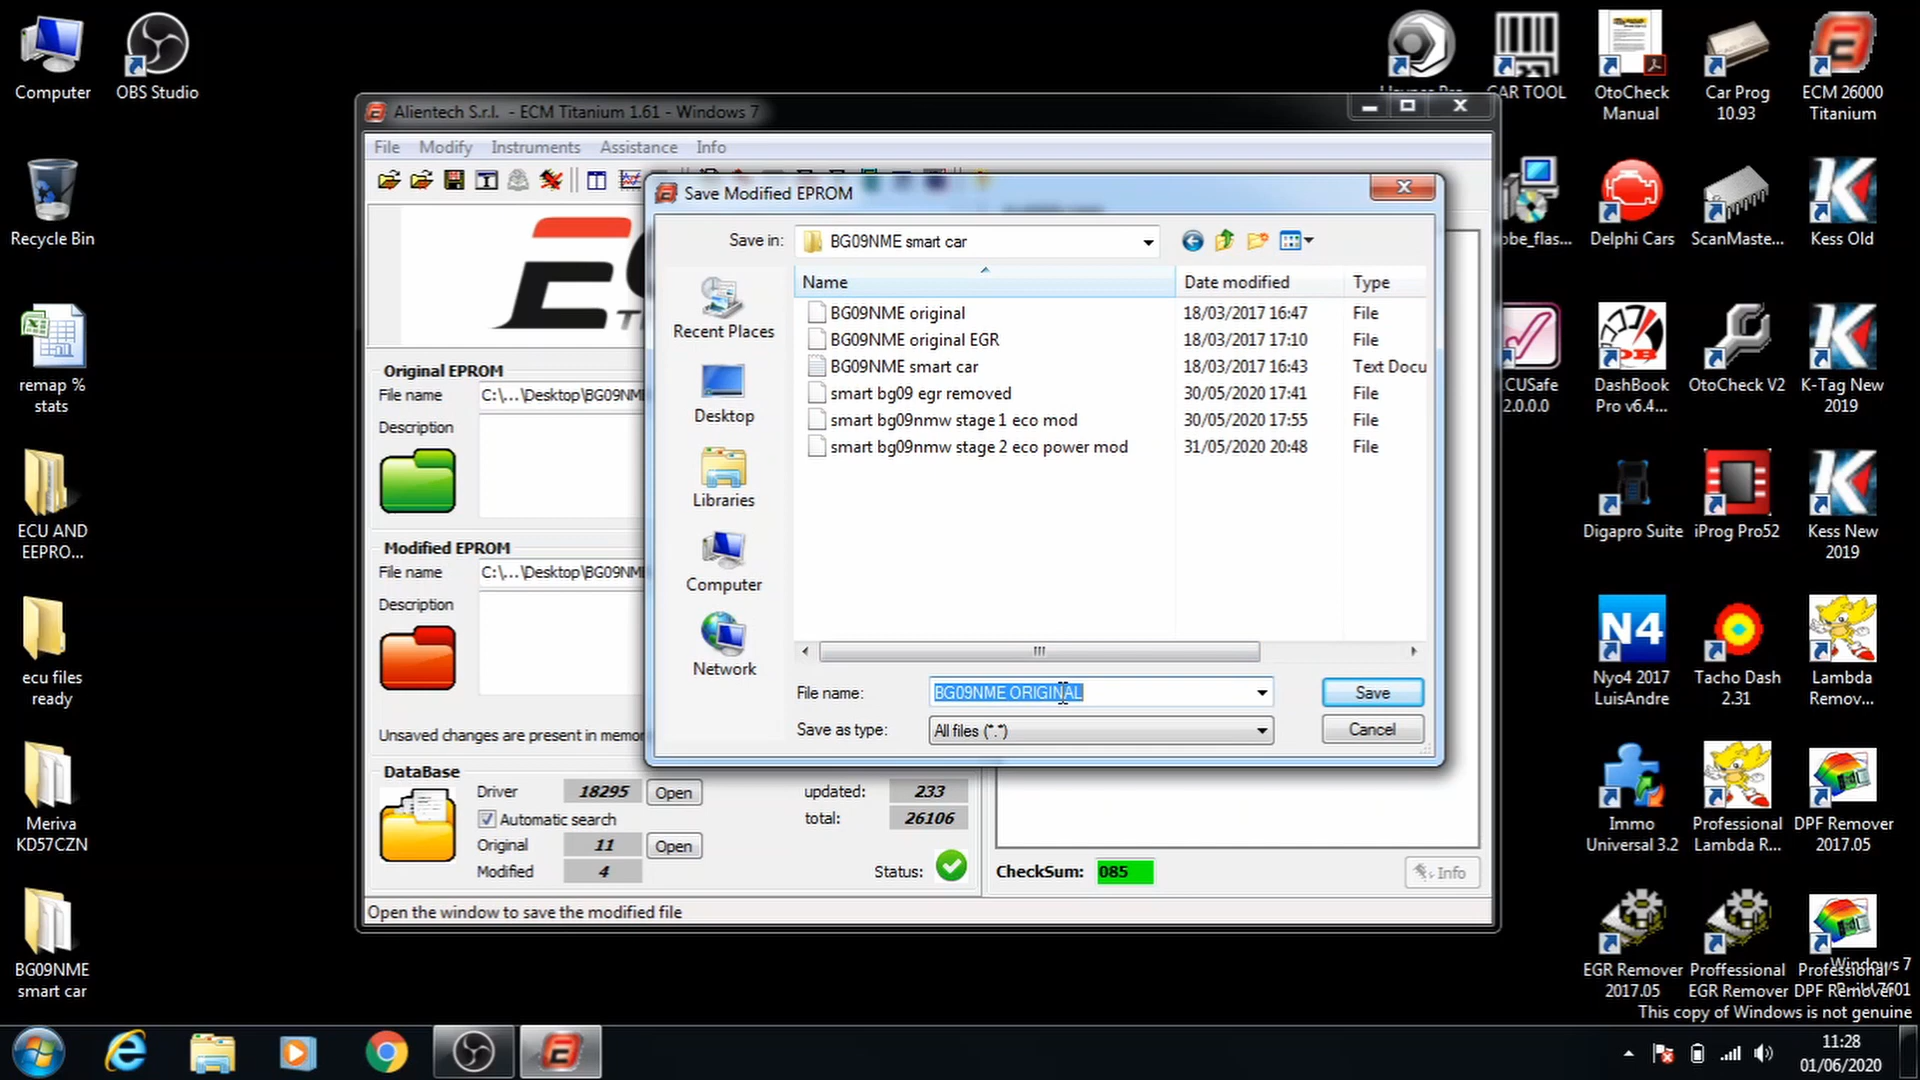 Computer
OBS Studio
Recycle Bin
remap %
stats
ECU AND
EEPRO...
ecu files
ready
Meriva
KD57CZN
BG09NME
smart car
CAR TOOL
OtoCheck
Manual
Car Prog
10.93
ECM 26000
Titanium
Delphi Cars
ScanMaste...
Kess Old
DashBook
Pro v6.4...
OtoCheck V2
K-Tag New
2019
2.0.0.0
Digapro Suite
iProg Pro52
Kess New
2019
N4
Nyo4 2017
LuisAndre
Tacho Dash
2.31
Lambda
Remov...
Immo
Universal 3.2
Professional
Lambda R...
DPF Remover
2017.05
EGR Remover
2017.05
Proffessional
EGR Remover
Professional
DPF Remover
Windows 7
This copy of Windows is not genuine
Alientech S.r.l. - ECM Titanium 1.61 - Windows 7
File Modify Instruments Assistance Info
Original EPROM
File name C:\...\Desktop\BG09NME
Description
Modified EPROM
File name C:\...\Desktop\BG09NME
Description
Unsaved changes are present in memor
DataBase
Driver 18295 Open
Automatic search
Original 11 Open
Modified 4
updated: 233
total: 26106
Status:
CheckSum: 085
Info
Open the window to save the modified file
Save Modified EPROM
Save in: BG09NME smart car
Recent Places
Desktop
Libraries
Computer
Network
Name Date modified Type
BG09NME original 18/03/2017 16:47 File
BG09NME original EGR 18/03/2017 17:10 File
BG09NME smart car 18/03/2017 16:43 Text Docu
smart bg09 egr removed 30/05/2020 17:41 File
smart bg09nmw stage 1 eco mod 30/05/2020 17:55 File
smart bg09nmw stage 2 eco power mod 31/05/2020 20:48 File
File name: BG09NME ORIGINAL Save
Save as type: All files (*.*) Cancel
11:28
01/06/2020